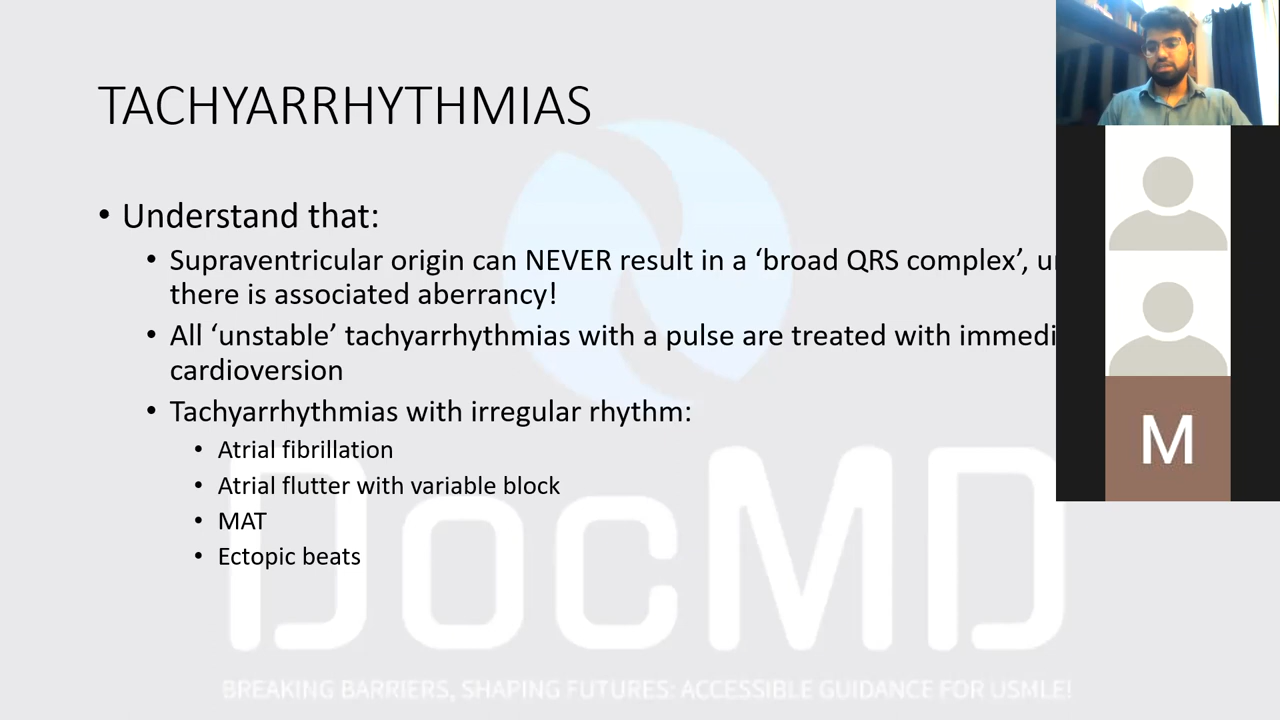 TACHYARRHYTHMIAS
• Understand that:
• Supraventricular origin can NEVER result in a ‘broad QRS complex’,
there is associated aberrancy!
• All ‘unstable’ tachyarrhythmias with a pulse are treated with
cardioversion
• Tachyarrhythmias with irregular rhythm:
• Atrial fibrillation
• Atrial flutter with variable block
• MAT
• Ectopic beats
M
DocMD
BREAKING BARRIERS, SHAPING FUTURES: ACCESSIBLE GUIDANCE FOR USMLE!